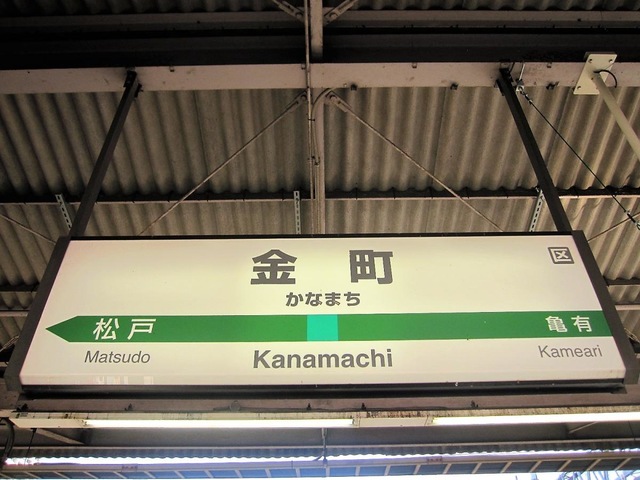 区
金町
かなまち
松戸 亀有
Matsudo Kanamachi Kameari